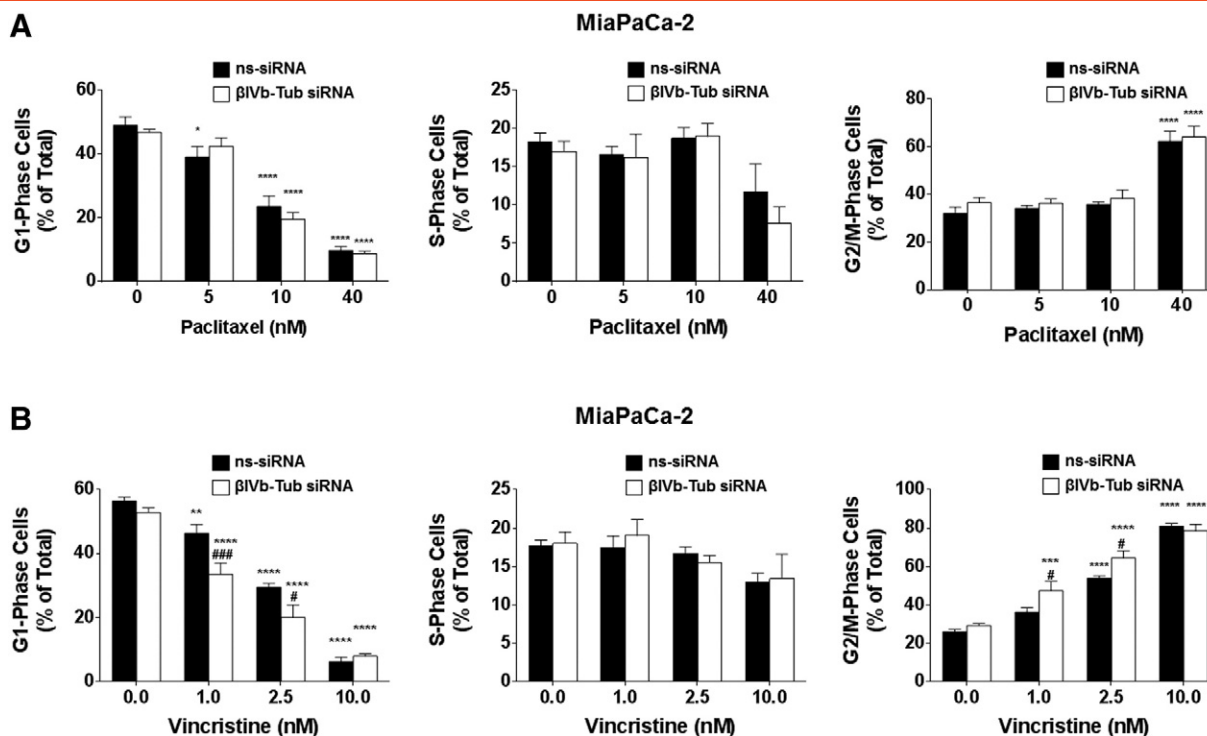 A
MiaPaCa-2
ns-siRNA
βIVb-Tub siRNA
G1-Phase Cells
(% of Total)
60
40
20
0
*
****
****
****
****
0
5
10
40
Paclitaxel (nM)
ns-siRNA
βIVb-Tub siRNA
S-Phase Cells
(% of Total)
25
20
15
10
5
0
0
5
10
40
Paclitaxel (nM)
ns-siRNA
βIVb-Tub siRNA
G2/M-Phase Cells
(% of Total)
80
60
40
20
0
****
****
0
5
10
40
Paclitaxel (nM)
B
MiaPaCa-2
ns-siRNA
βIVb-Tub siRNA
G1-Phase Cells
(% of Total)
60
40
20
0
**
****
###
****
****
#
****
****
0.0
1.0
2.5
10.0
Vincristine (nM)
ns-siRNA
βIVb-Tub siRNA
S-Phase Cells
(% of Total)
25
20
15
10
5
0
0.0
1.0
2.5
10.0
Vincristine (nM)
ns-siRNA
βIVb-Tub siRNA
G2/M-Phase Cells
(% of Total)
100
80
60
40
20
0
***
#
****
****
#
****
****
0.0
1.0
2.5
10.0
Vincristine (nM)